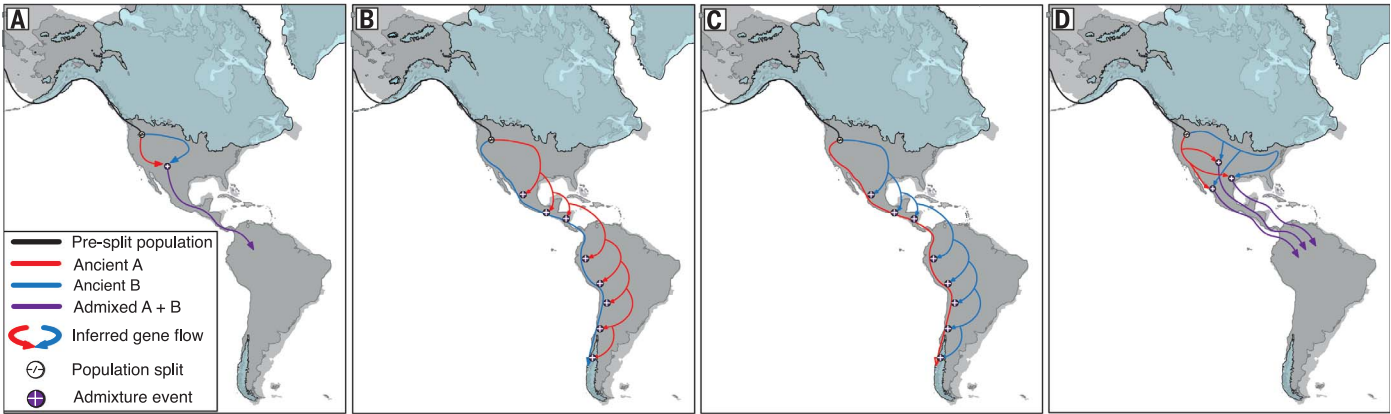 A
B
C
D
Pre-split population
Ancient A
Ancient B
Admixed A + B
Inferred gene flow
Population split
Admixture event